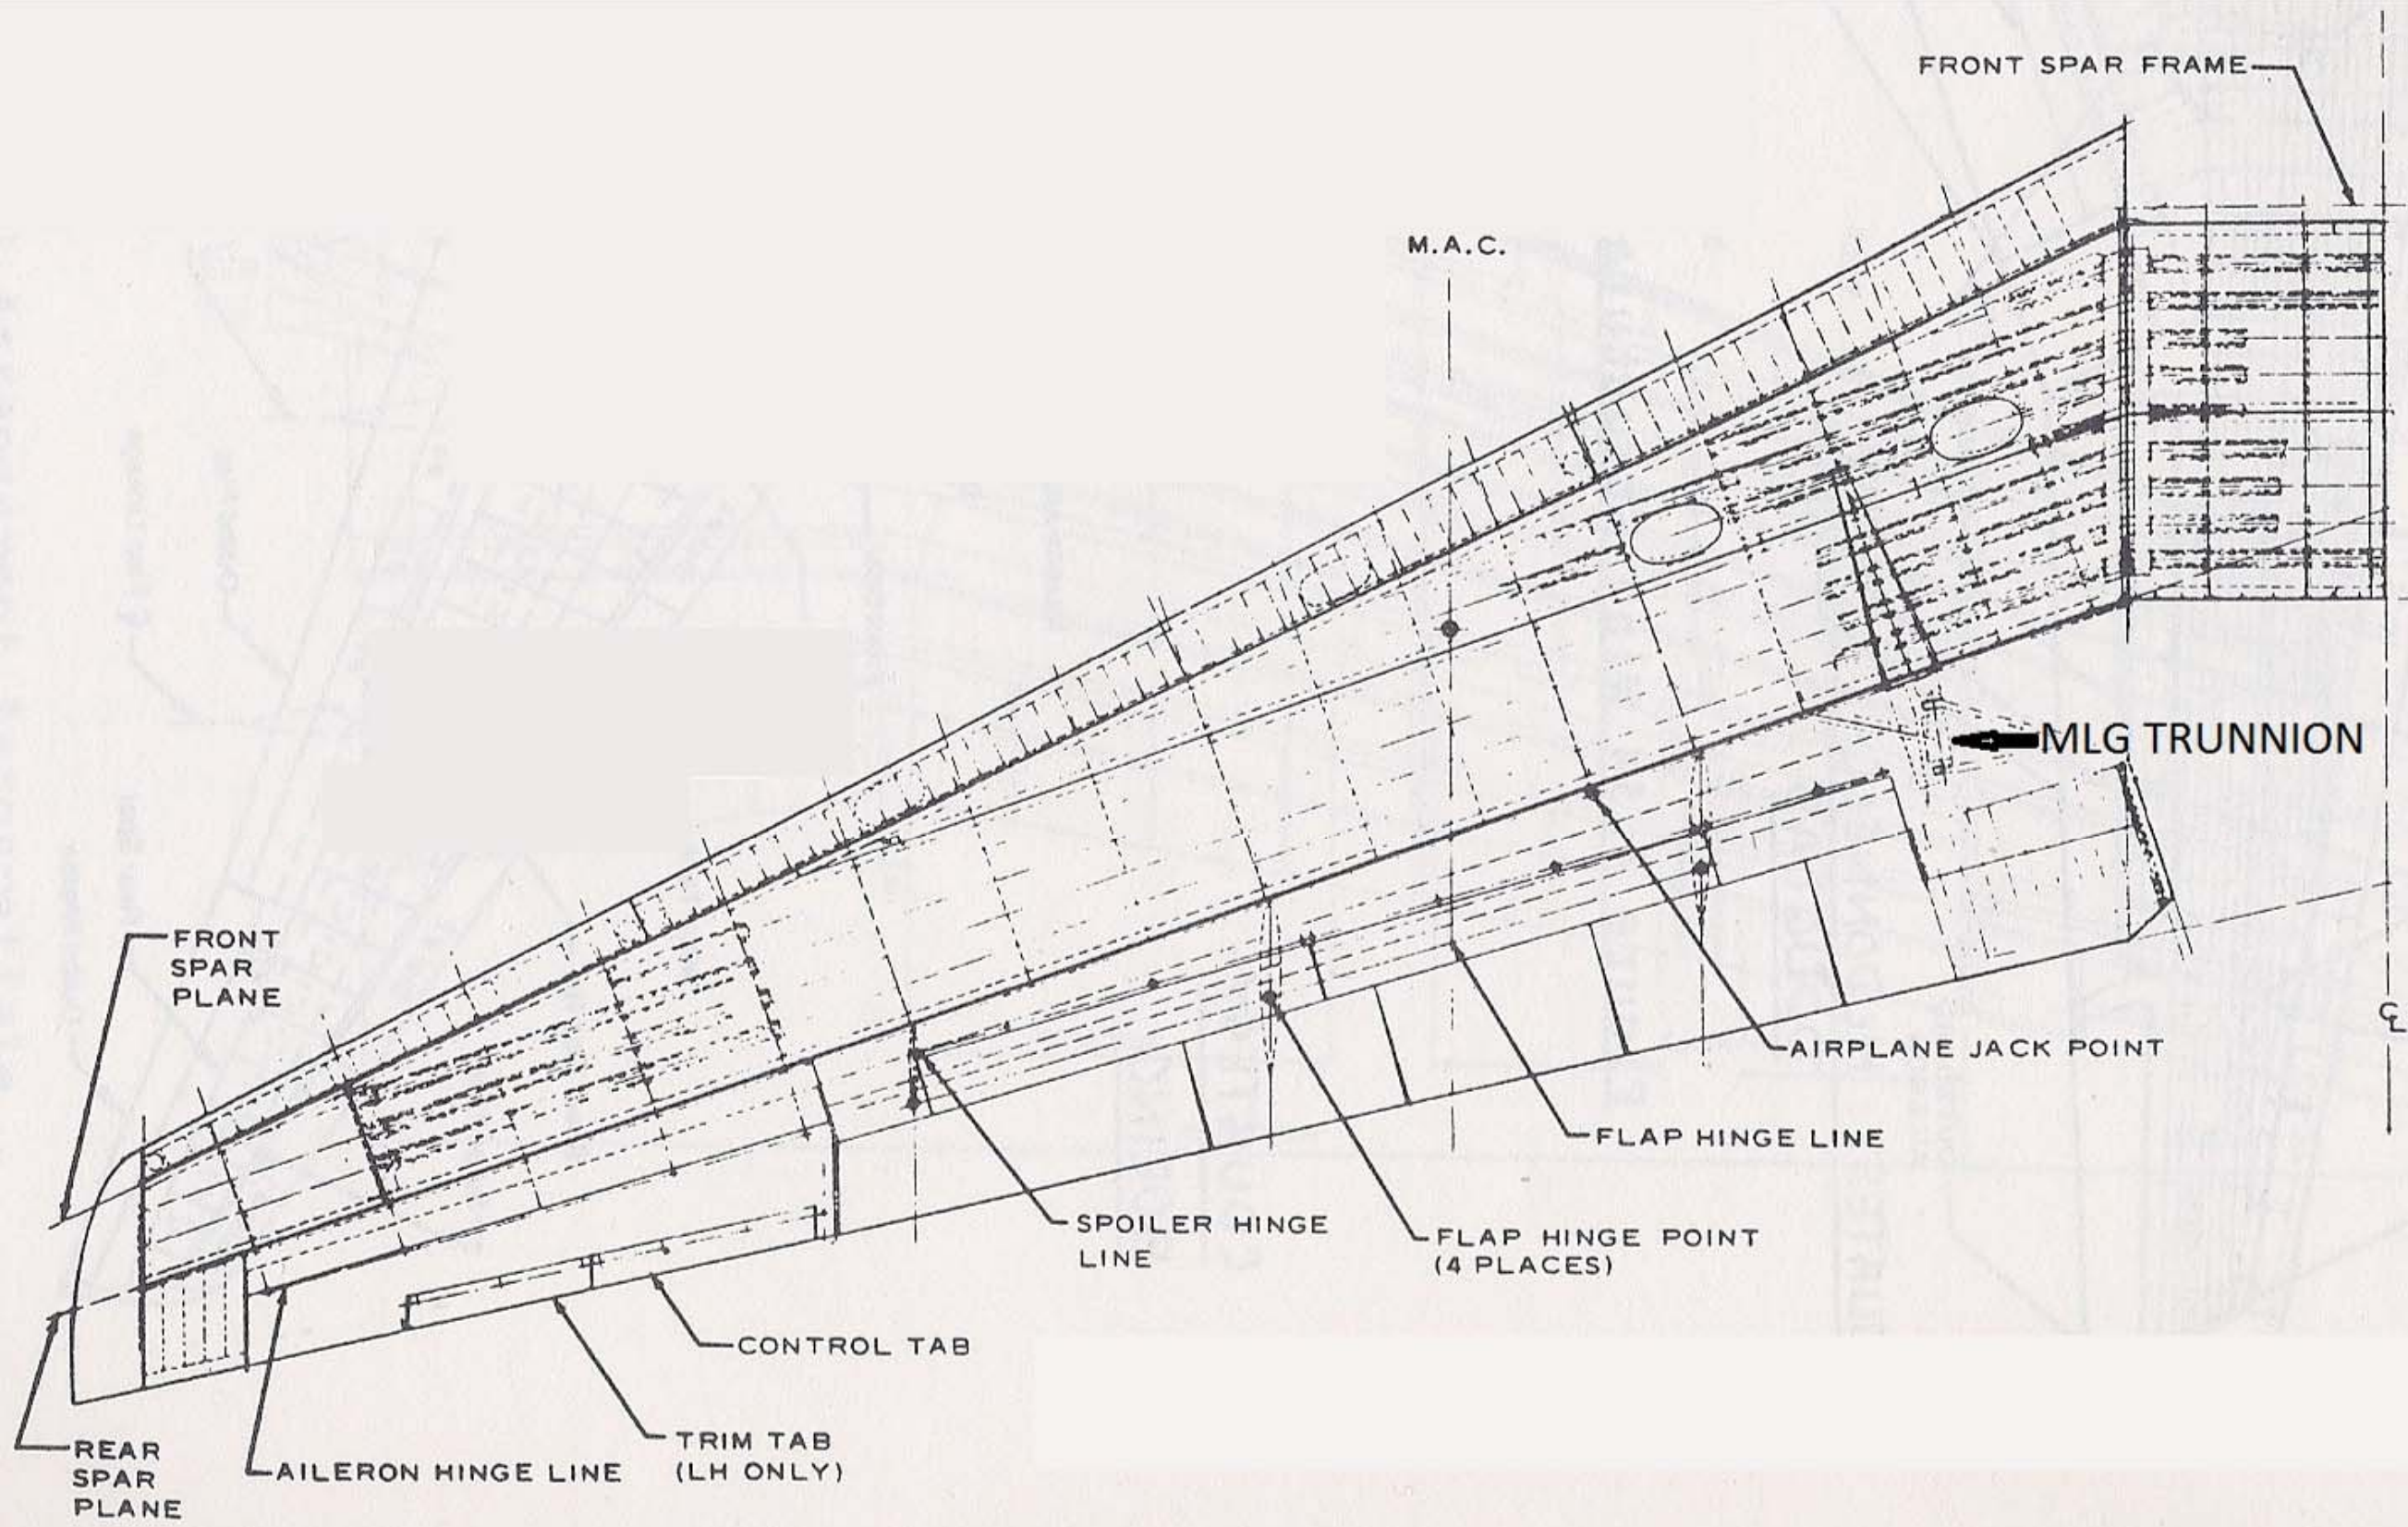 FRONT SPAR FRAME
M.A.C.
MLG TRUNNION
FRONT
SPAR
PLANE
℄
AIRPLANE JACK POINT
FLAP HINGE LINE
SPOILER HINGE
LINE
FLAP HINGE POINT
(4 PLACES)
CONTROL TAB
TRIM TAB
(LH ONLY)
AILERON HINGE LINE
REAR
SPAR
PLANE